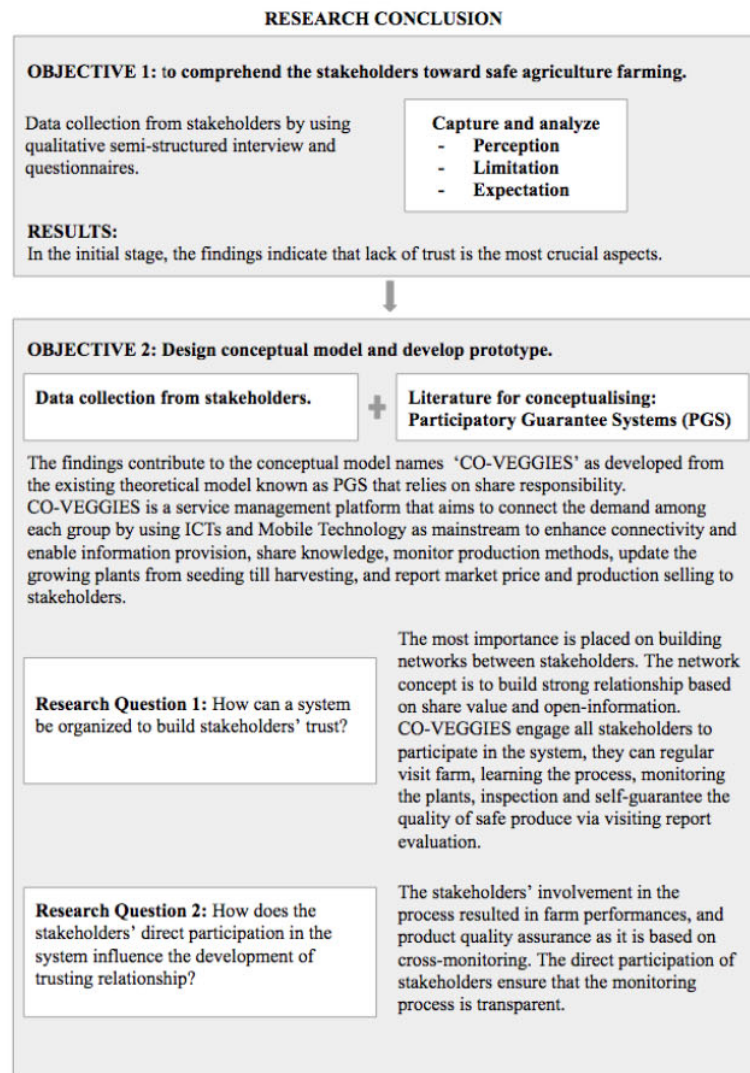 RESEARCH CONCLUSION
OBJECTIVE 1: to comprehend the stakeholders toward safe agriculture farming.
Data collection from stakeholders by using
qualitative semi-structured interview and
questionnaires.
Capture and analyze
- Perception
- Limitation
- Expectation
RESULTS:
In the initial stage, the findings indicate that lack of trust is the most crucial aspects.
OBJECTIVE 2: Design conceptual model and develop prototype.
Data collection from stakeholders.
+
Literature for conceptualising:
Participatory Guarantee Systems (PGS)
The findings contribute to the conceptual model names ‘CO-VEGGIES’ as developed from
the existing theoretical model known as PGS that relies on share responsibility.
CO-VEGGIES is a service management platform that aims to connect the demand among
each group by using ICTs and Mobile Technology as mainstream to enhance connectivity and
enable information provision, share knowledge, monitor production methods, update the
growing plants from seeding till harvesting, and report market price and production selling to
stakeholders.
Research Question 1: How can a system
be organized to build stakeholders’ trust?
The most importance is placed on building
networks between stakeholders. The network
concept is to build strong relationship based
on share value and open-information.
CO-VEGGIES engage all stakeholders to
participate in the system, they can regular
visit farm, learning the process, monitoring
the plants, inspection and self-guarantee the
quality of safe produce via visiting report
evaluation.
Research Question 2: How does the
stakeholders’ direct participation in the
system influence the development of
trusting relationship?
The stakeholders’ involvement in the
process resulted in farm performances, and
product quality assurance as it is based on
cross-monitoring. The direct participation of
stakeholders ensure that the monitoring
process is transparent.